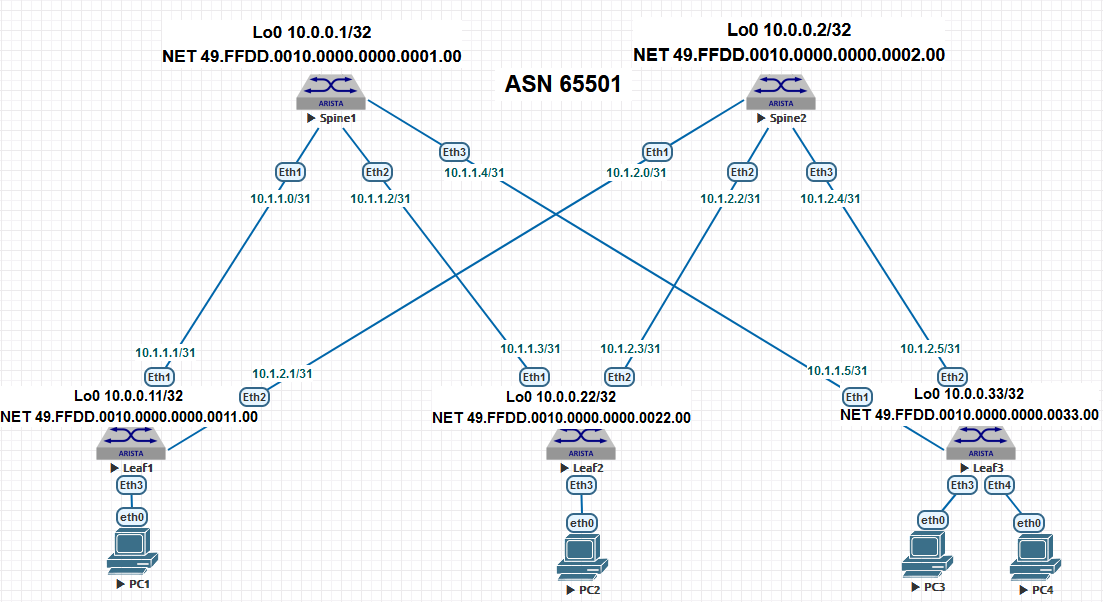 Lo0 10.0.0.1/32
NET 49.FFDD.0010.0000.0000.0001.00
Lo0 10.0.0.2/32
NET 49.FFDD.0010.0000.0000.0002.00
ASN 65501
ARISTA
Spine1
ARISTA
Spine2
Eth1
Eth2
Eth3
Eth1
Eth2
Eth3
10.1.1.0/31
10.1.1.2/31
10.1.1.4/31
10.1.2.0/31
10.1.2.2/31
10.1.2.4/31
10.1.1.1/31
10.1.2.1/31
10.1.1.3/31
10.1.2.3/31
10.1.1.5/31
10.1.2.5/31
Eth1
Eth2
Eth1
Eth2
Eth1
Eth2
Lo0 10.0.0.11/32
NET 49.FFDD.0010.0000.0000.0011.00
Lo0 10.0.0.22/32
NET 49.FFDD.0010.0000.0000.0022.00
Lo0 10.0.0.33/32
NET 49.FFDD.0010.0000.0000.0033.00
ARISTA
Leaf1
ARISTA
Leaf2
ARISTA
Leaf3
Eth3
Eth3
Eth3
Eth4
eth0
eth0
eth0
eth0
PC1
PC2
PC3
PC4